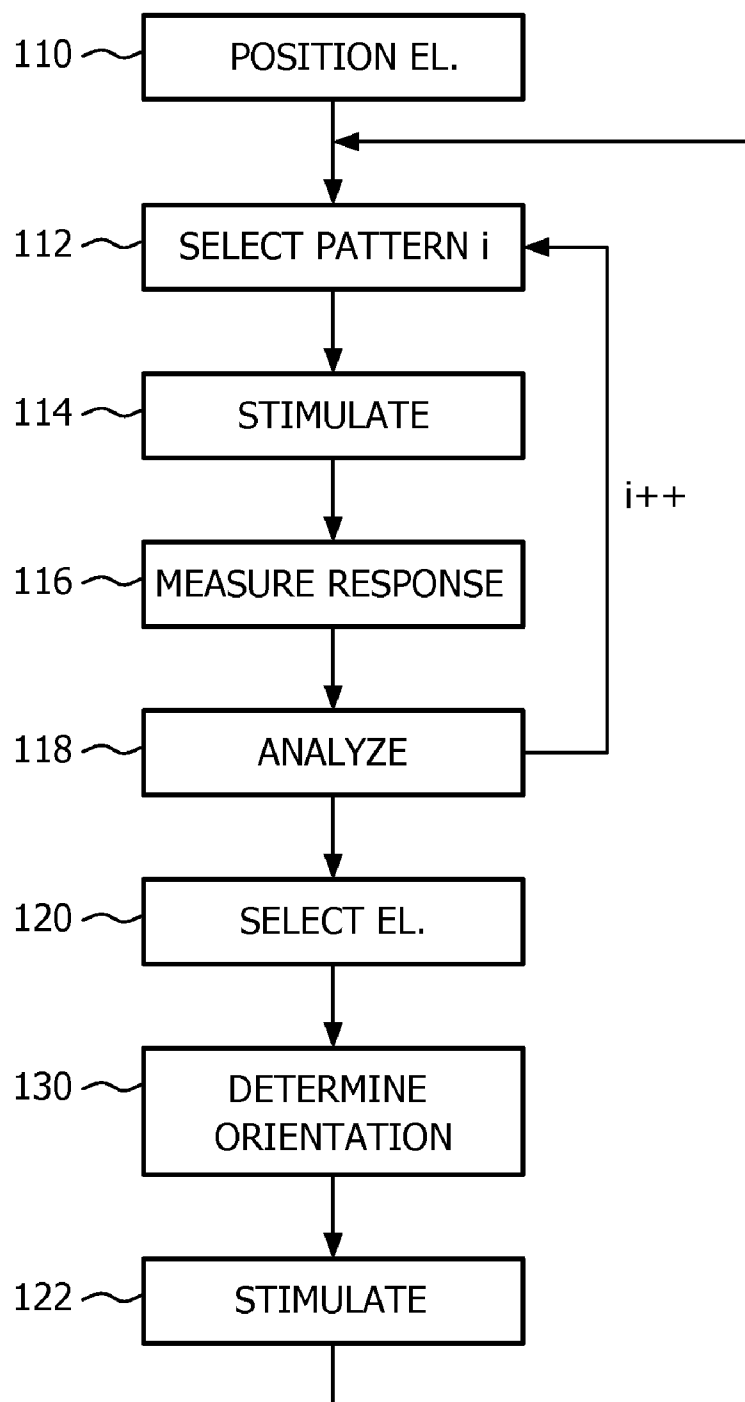 110 POSITION EL.
112 SELECT PATTERN i
114 STIMULATE
116 MEASURE RESPONSE
i++
118 ANALYZE
120 SELECT EL.
130 DETERMINE
ORIENTATION
122 STIMULATE